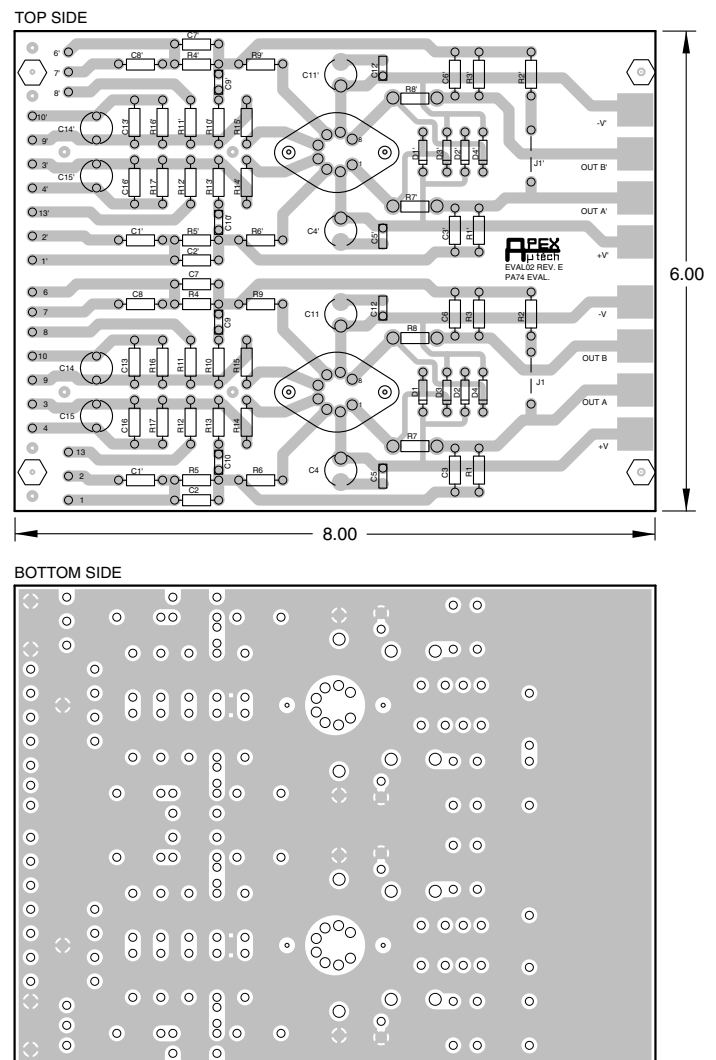 TOP SIDE
C7'
6'
C8' R4' R9'
7'
C9'
8'
C11' C12' R8'
C6' R3' R2'
-V'
10'
C14' C13' R16' R11' R10' R15'
9'
8
D1' D3' D2' D4'
J1'
OUT B'
3'
C15' C16' R17' R12' R13' R14'
4'
1
R7'
OUT A'
13'
C10'
2' C1' R5' R6'
C4' C5'
C3' R1'
APEX
μtech
+V'
1' C2'
EVAL02 REV. E
PA74 EVAL.
6.00
C7
6
C8 R4 R9
7
C9
8
C11 C12 R8
C6 R3 R2
-V
10
C14 C13 R16 R11 R10 R15
9
8
D1 D3 D2 D4
J1
OUT B
3
C15 C16 R17 R12 R13 R14
4
1
R7
OUT A
13
C10
2 C1' R5 R6
C4 C5
C3 R1
+V
1 C2
8.00
BOTTOM SIDE